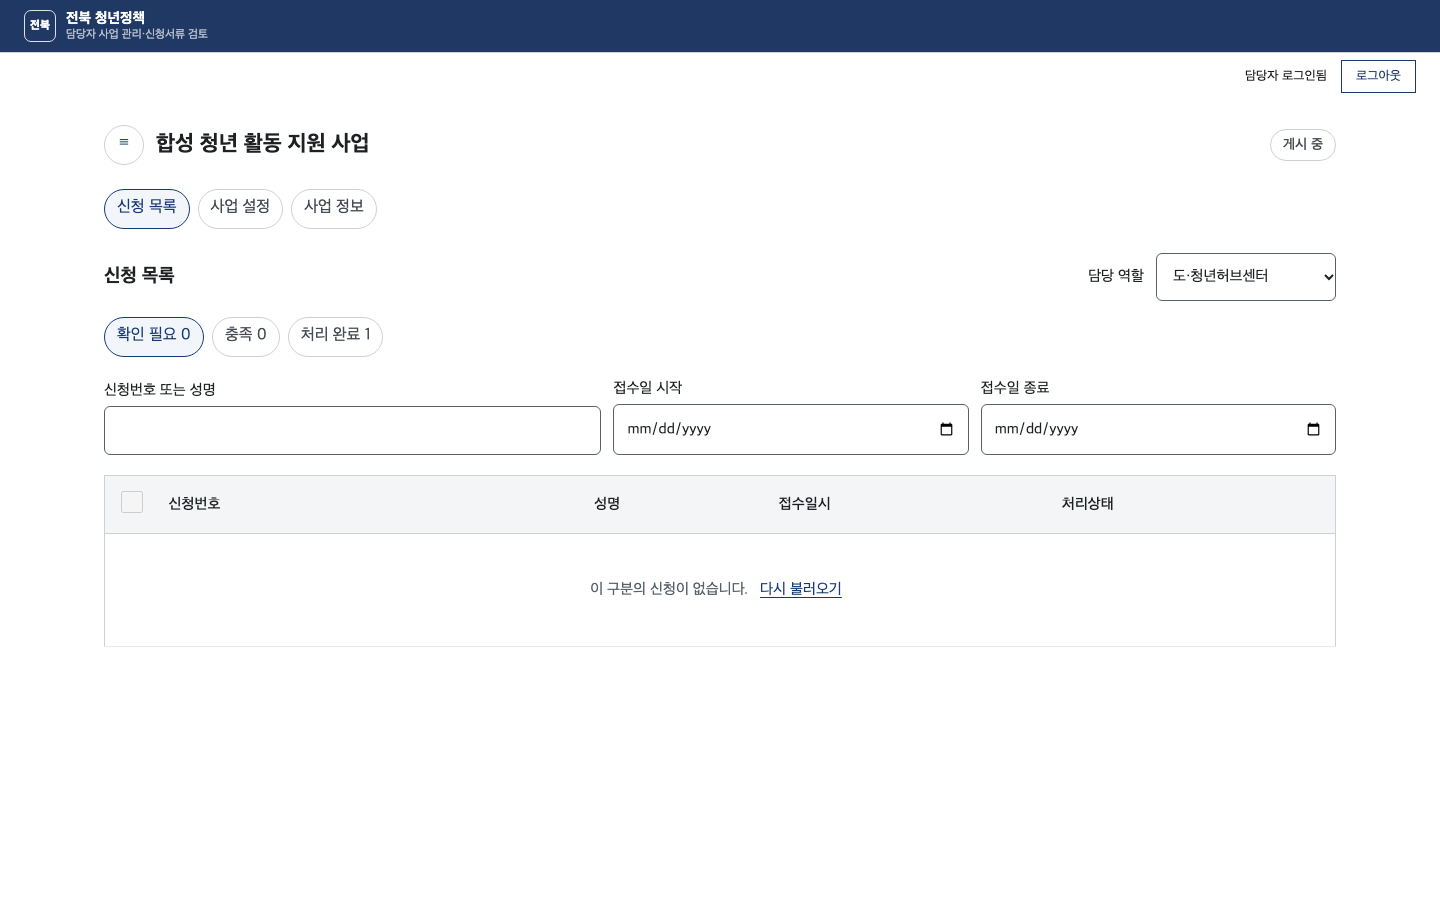 전북
전북 청년정책
담당자 사업 관리·신청서류 검토
담당자 로그인됨
로그아웃
≡
합성 청년 활동 지원 사업
게시 중
신청 목록
사업 설정
사업 정보
신청 목록
담당 역할
도·청년허브센터
확인 필요 0
충족 0
처리 완료 1
신청번호 또는 성명
접수일 시작
접수일 종료
mm/dd/yyyy
mm/dd/yyyy
신청번호
성명
접수일시
처리상태
이 구분의 신청이 없습니다. 다시 불러오기